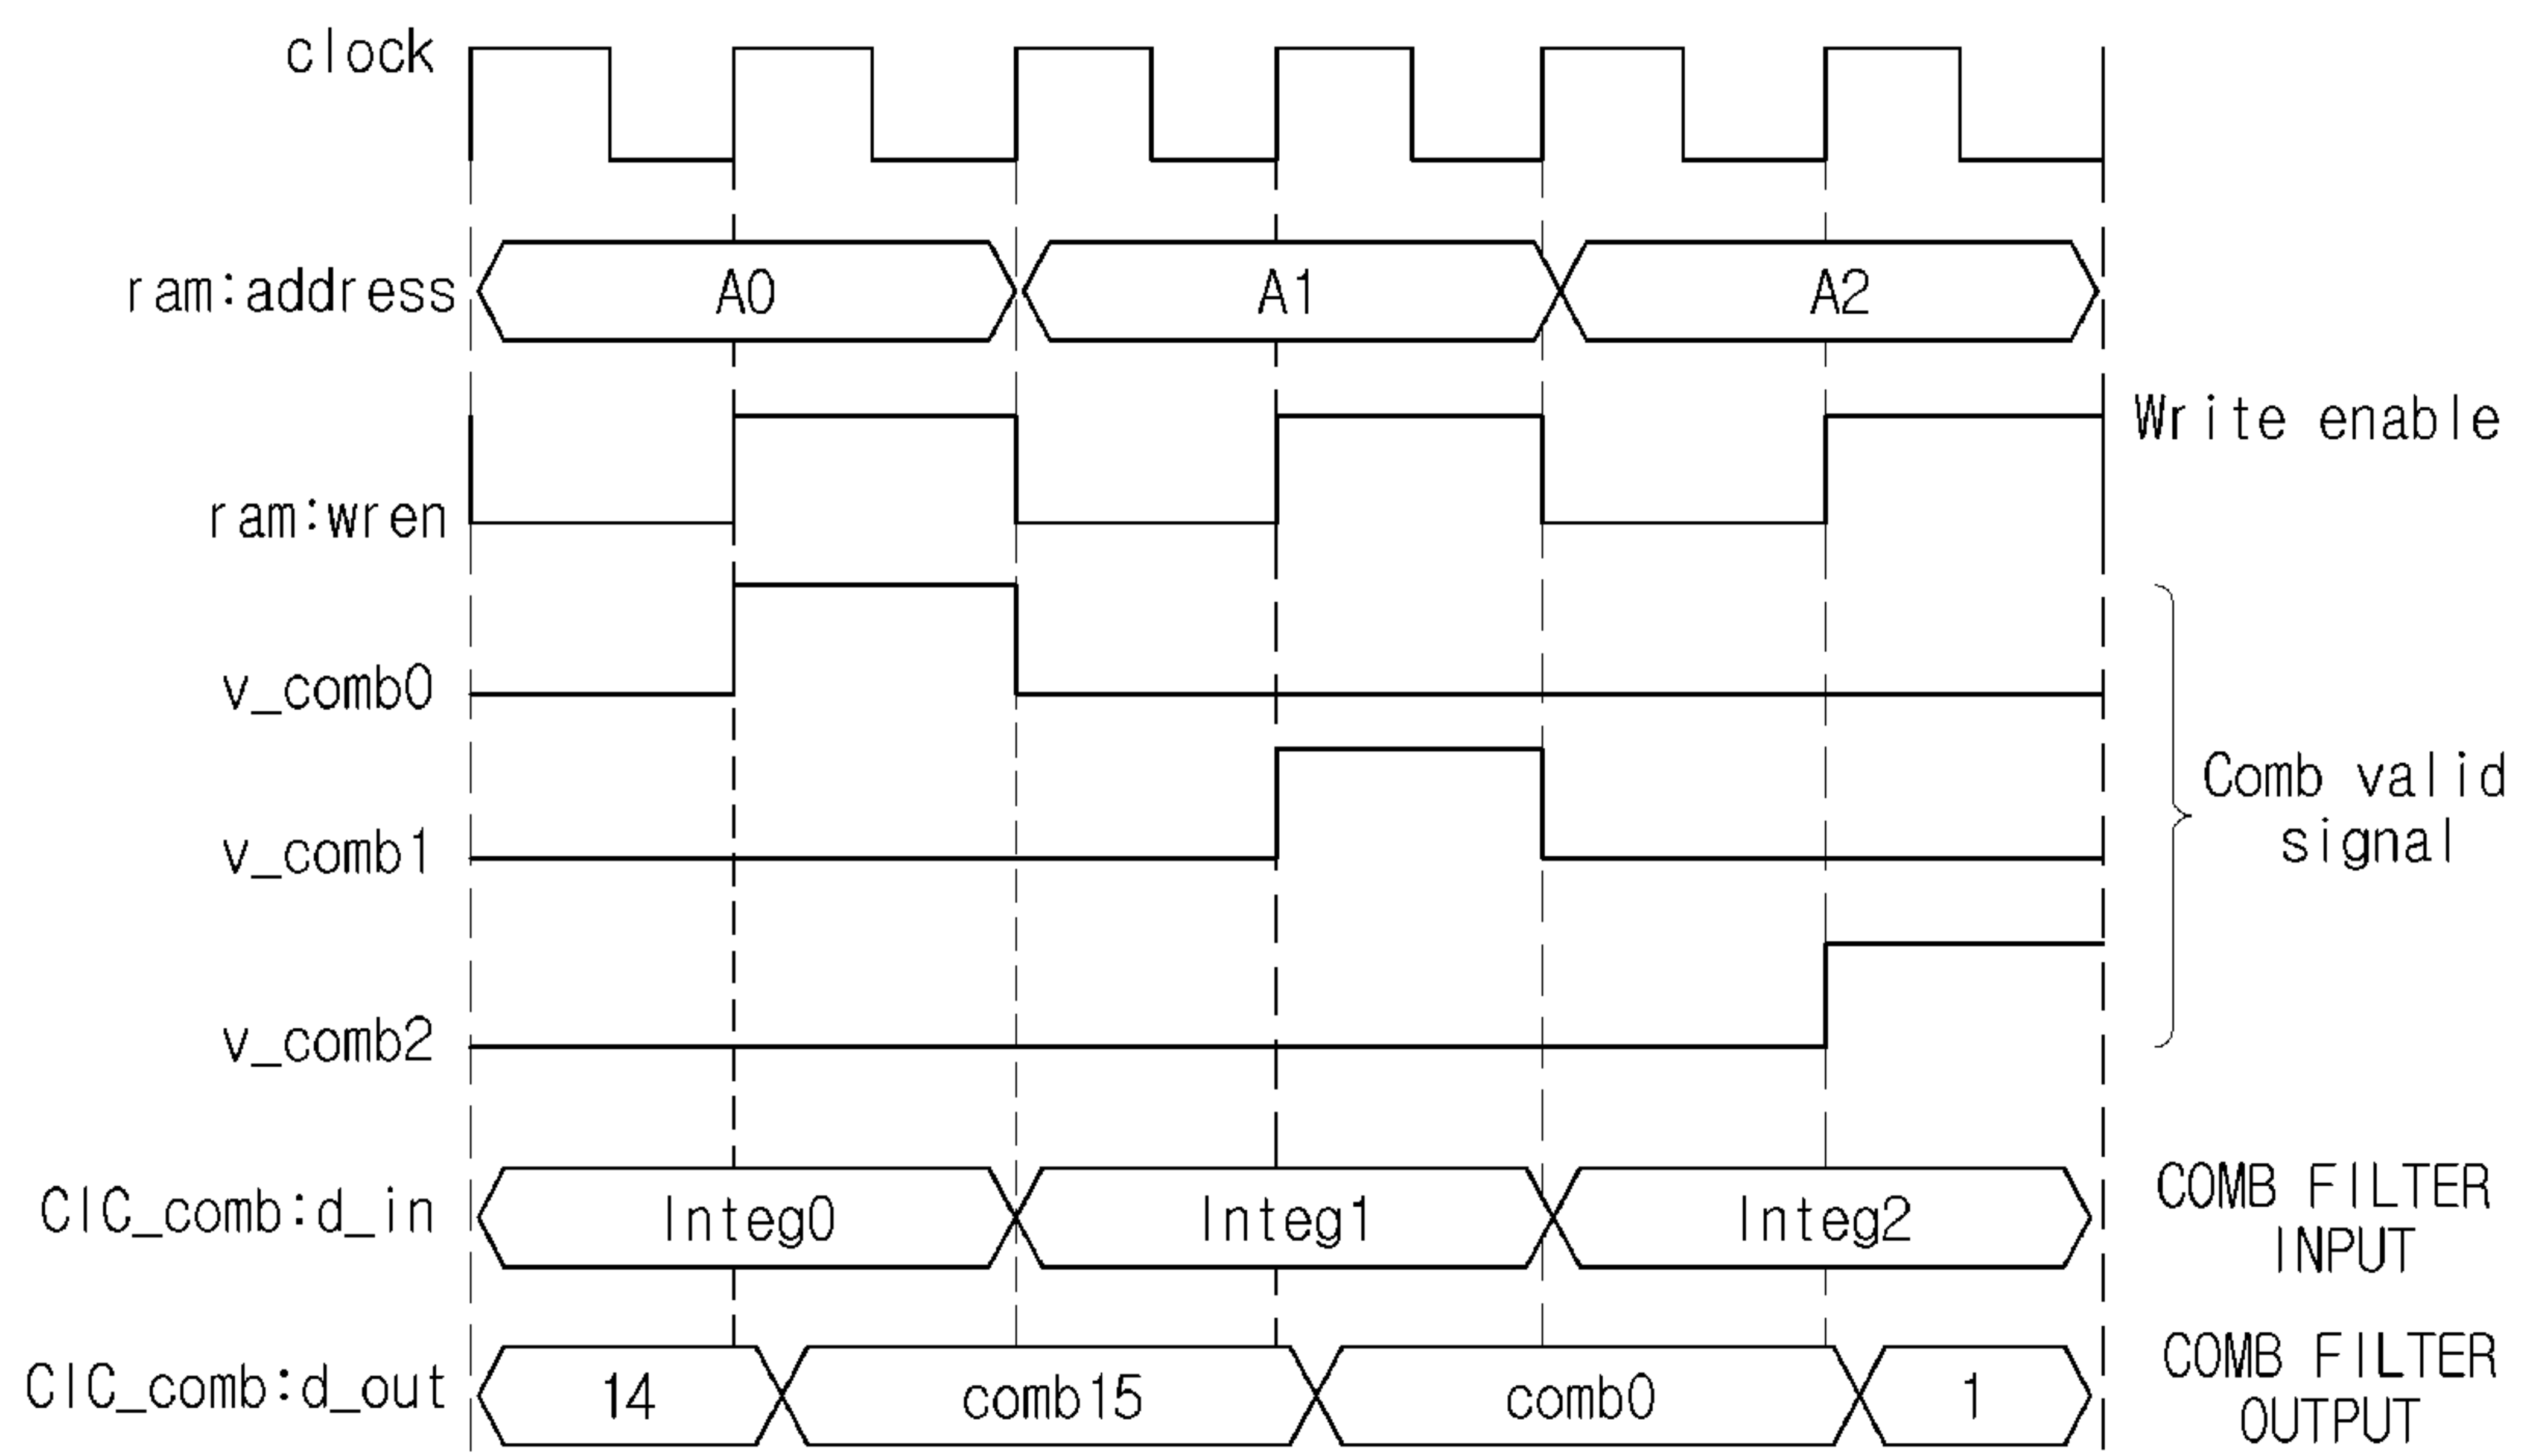 clock
ram:address
A0
A1
A2
ram:wren
Write enable
v_comb0
v_comb1
v_comb2
Comb valid
signal
CIC_comb:d_in
Integ0
Integ1
Integ2
COMB FILTER
INPUT
CIC_comb:d_out
14
comb15
comb0
1
COMB FILTER
OUTPUT